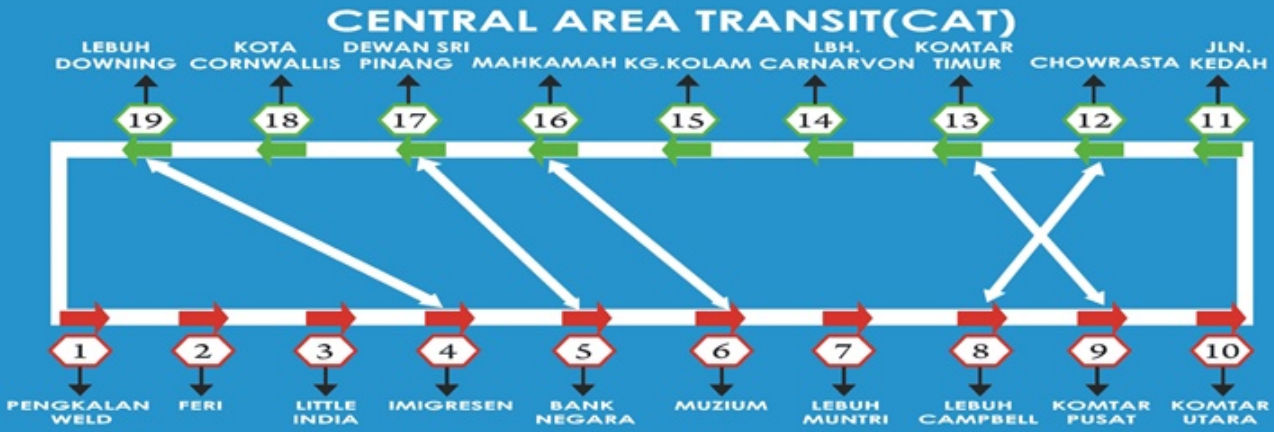 CENTRAL AREA TRANSIT(CAT)
LEBUH
DOWNING
KOTA
CORNWALLIS
DEWAN SRI
PINANG
MAHKAMAH
KG.KOLAM
LBH.
CARNARVON
KOMTAR
TIMUR
CHOWRASTA
JLN.
KEDAH
19
18
17
16
15
14
13
12
11
1
2
3
4
5
6
7
8
9
10
PENGKALAN
WELD
FERI
LITTLE
INDIA
IMIGRESEN
BANK
NEGARA
MUZIUM
LEBUH
MUNTRI
LEBUH
CAMPBELL
KOMTAR
PUSAT
KOMTAR
UTARA